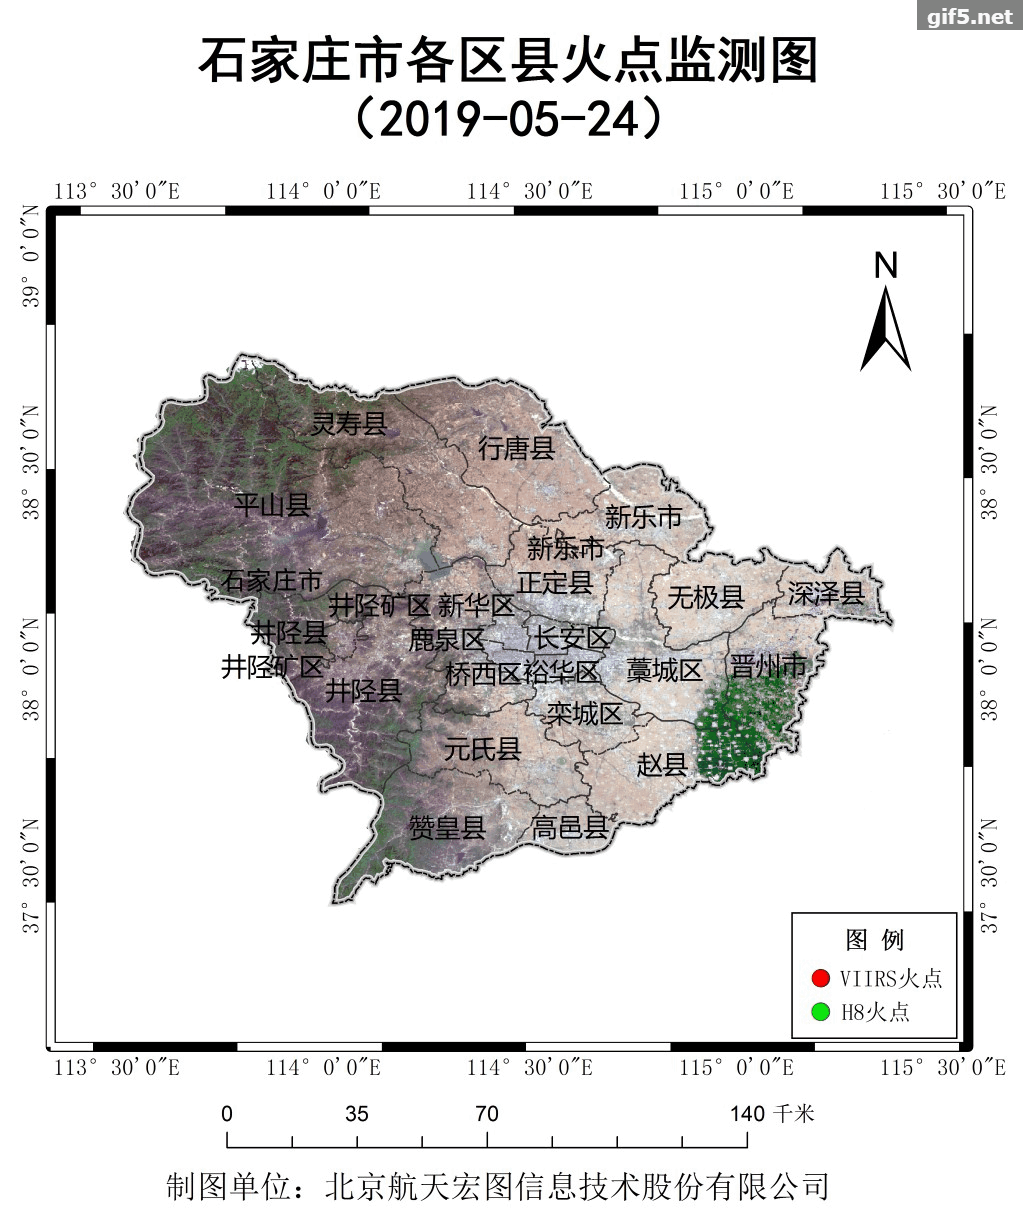 gif5.net
石家庄市各区县火点监测图
（2019-05-24）
113° 30′0″E 114° 0′0″E 114° 30′0″E 115° 0′0″E 115° 30′0″E
39° 0′0″N
N
38° 30′0″N
38° 30′0″N
灵寿县
行唐县
平山县
新乐市
新乐市
石家庄市
正定县
无极县
深泽县
井陉矿区
新华区
井陉县
鹿泉区
长安区
井陉矿区
桥西区
裕华区
藁城区
晋州市
38° 0′0″N
38° 0′0″N
井陉县
栾城区
元氏县
赵县
赞皇县
高邑县
37° 30′0″N
37° 30′0″N
图 例
VIIRS火点
H8火点
113° 30′0″E 114° 0′0″E 114° 30′0″E 115° 0′0″E 115° 30′0″E
0 35 70 140 千米
制图单位：北京航天宏图信息技术股份有限公司